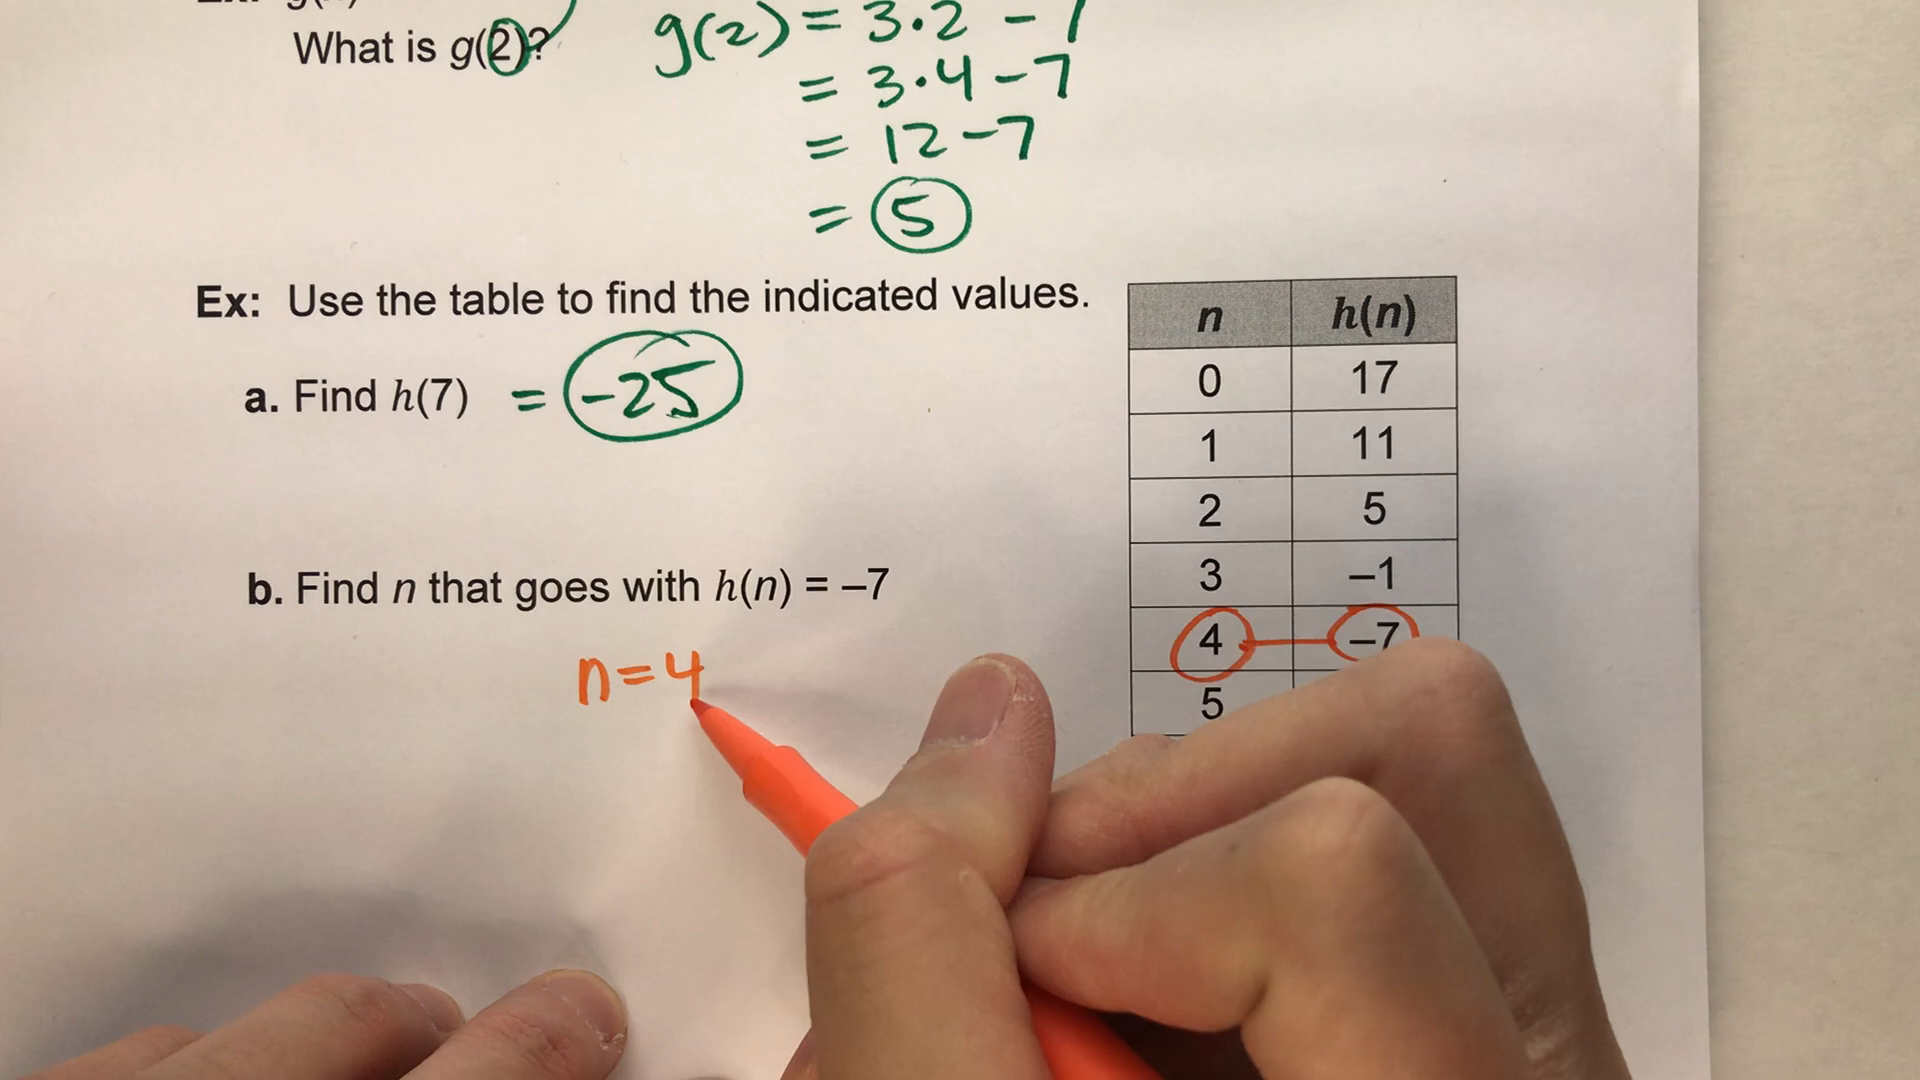 What is g(2)?
g(2) = 3·2 –
= 3·4 – 7
= 12 – 7
= 5
Ex: Use the table to find the indicated values.
a. Find h(7) = -25
b. Find n that goes with h(n) = –7
n = 4
n h(n)
0 17
1 11
2 5
3 –1
4 –7
5